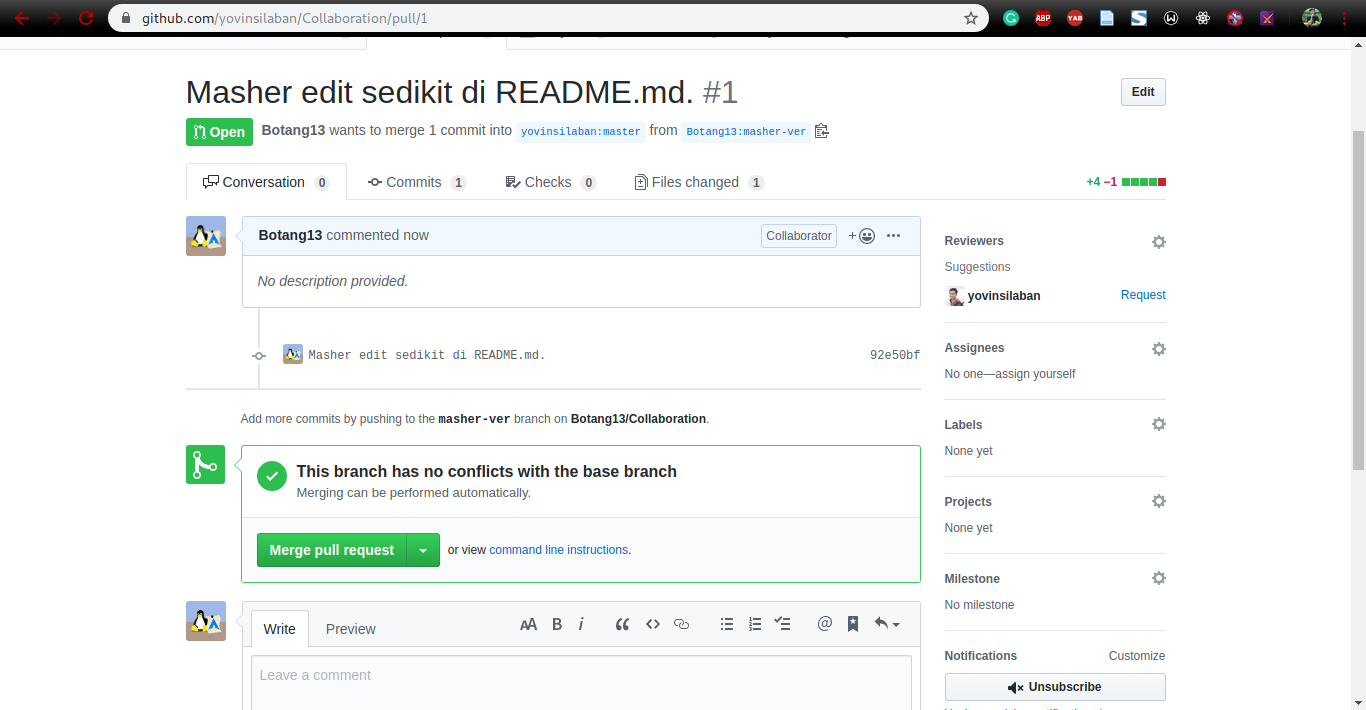 github.com/yovinsilaban/Collaboration/pull/1
ABP
YAB
Masher edit sedikit di README.md. #1
Edit
Open Botang13 wants to merge 1 commit into yovinsilaban:master from Botang13:masher-ver
Conversation 0 Commits 1 Checks 0 Files changed 1 +4 −1
Botang13 commented now Collaborator
No description provided.
Masher edit sedikit di README.md. 92e50bf
Add more commits by pushing to the masher-ver branch on Botang13/Collaboration.
This branch has no conflicts with the base branch
Merging can be performed automatically.
Merge pull request or view command line instructions.
Write Preview AA B i
Leave a comment
Reviewers
Suggestions
yovinsilaban Request
Assignees
No one—assign yourself
Labels
None yet
Projects
None yet
Milestone
No milestone
Notifications Customize
Unsubscribe